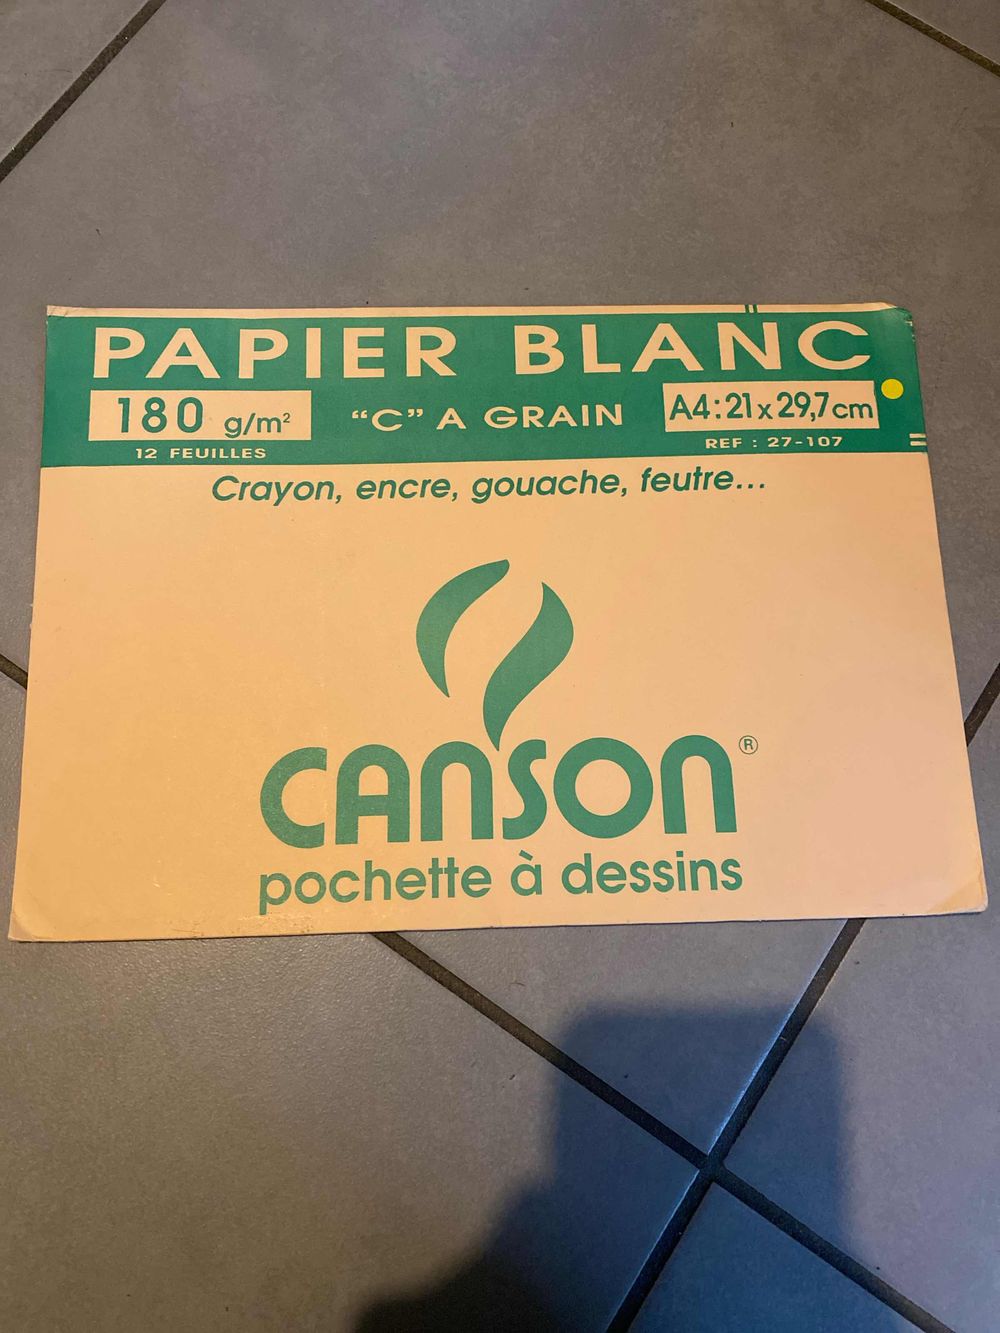 PAPIER BLANC
180 g/m²
"C" A GRAIN
A4:21 x 29,7 cm
12 FEUILLES
REF : 27-107
Crayon, encre, gouache, feutre...
CANSON®
pochette à dessins